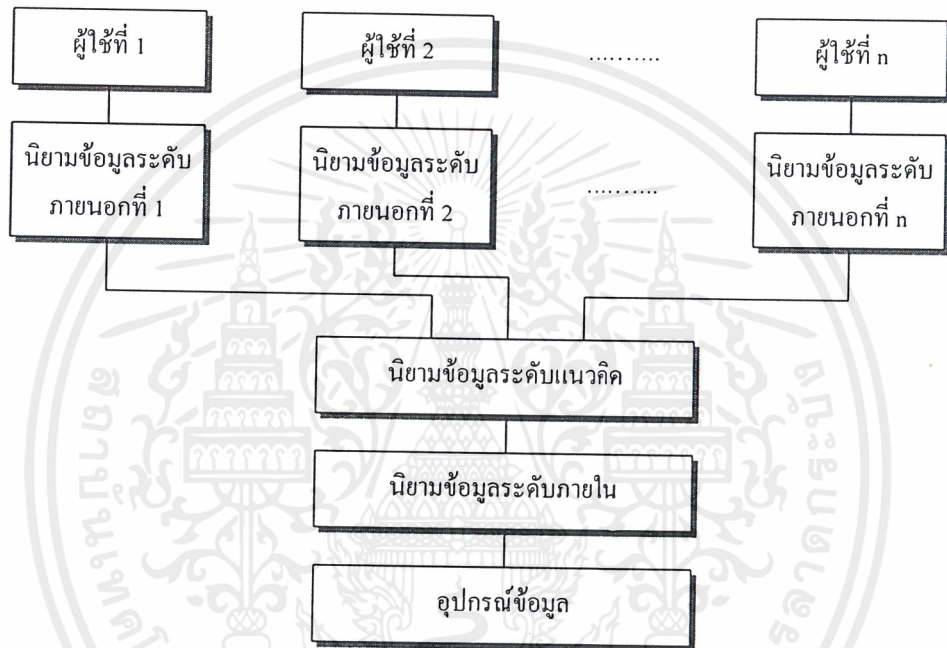 ผู้ใช้ที่ 1
ผู้ใช้ที่ 2
...........
ผู้ใช้ที่ n
นิยามข้อมูลระดับ
ภายนอกที่ 1
นิยามข้อมูลระดับ
ภายนอกที่ 2
...........
นิยามข้อมูลระดับ
ภายนอกที่ n
นิยามข้อมูลระดับแนวคิด
นิยามข้อมูลระดับภายใน
อุปกรณ์ข้อมูล